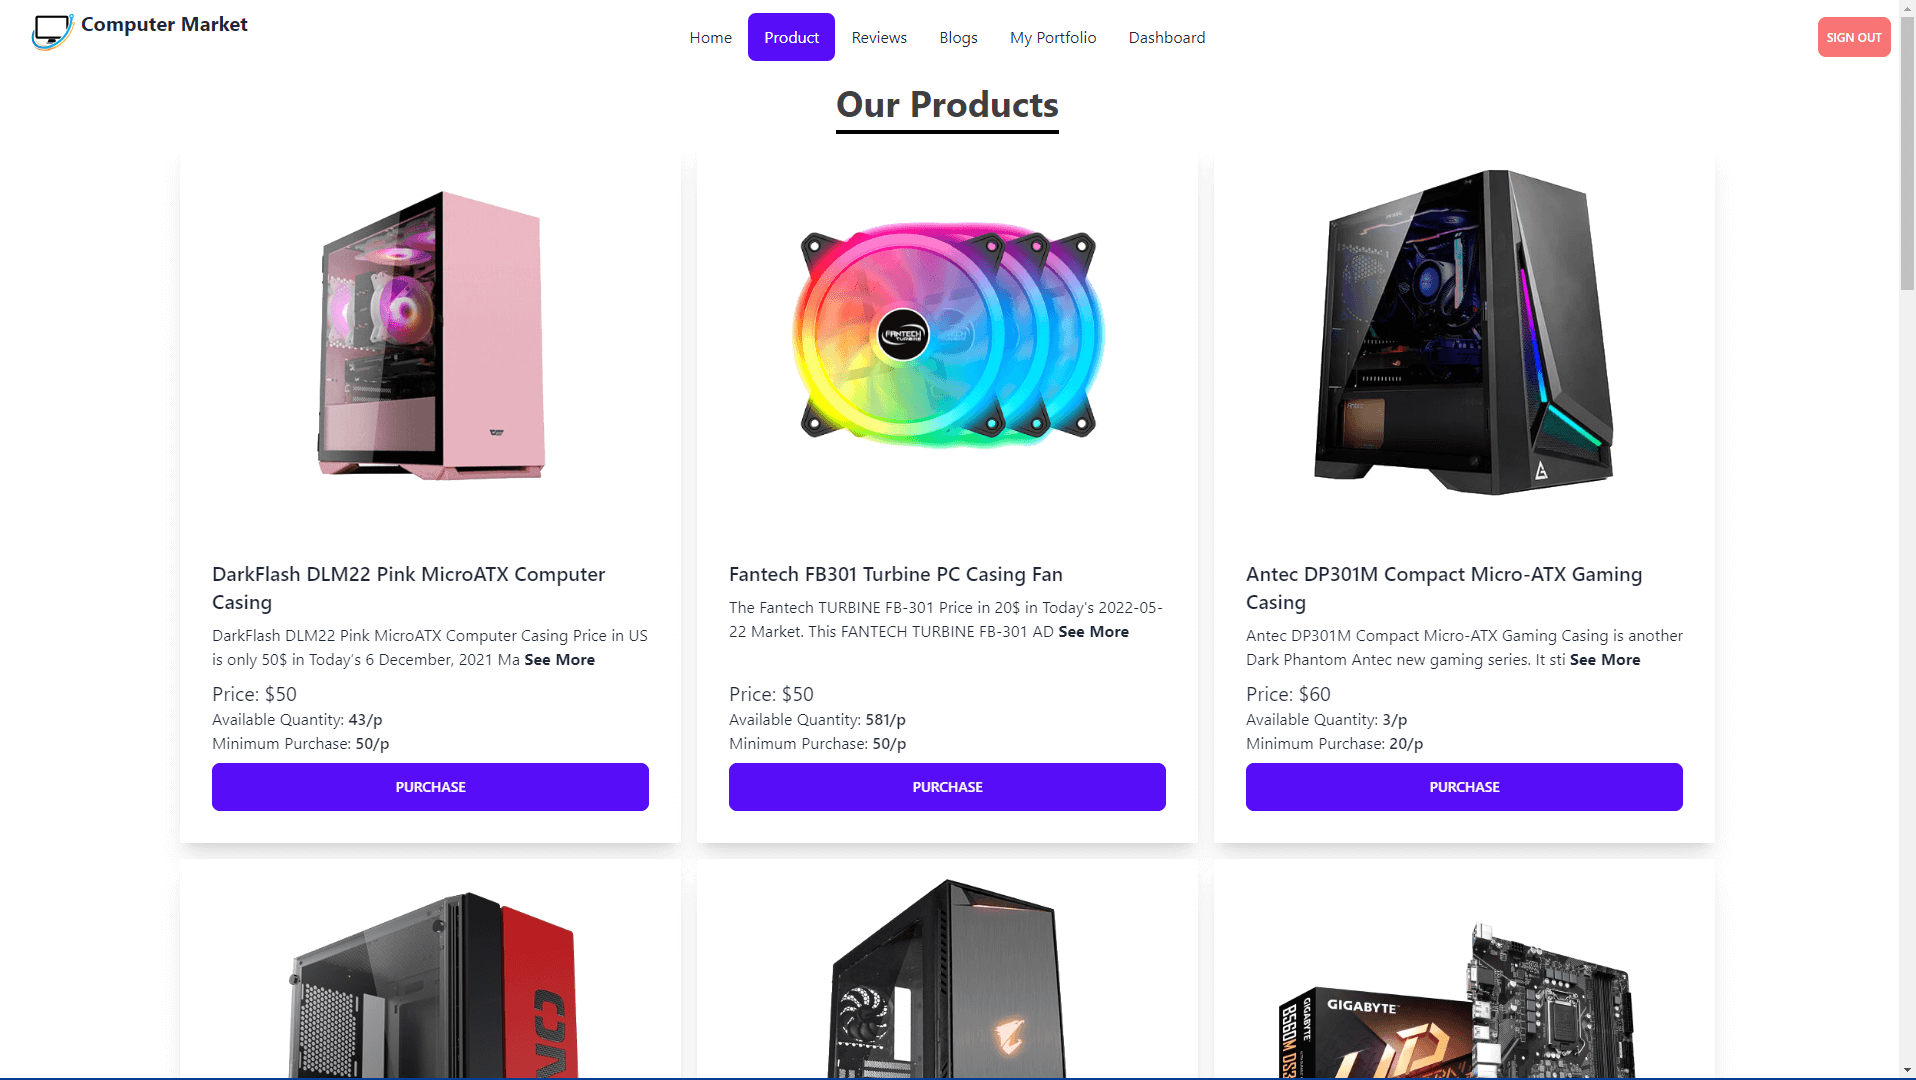 Computer Market
Home
Product
Reviews
Blogs
My Portfolio
Dashboard
SIGN OUT
Our Products
FANTECH
TURBINE
Antec
DarkFlash DLM22 Pink MicroATX Computer
Casing
DarkFlash DLM22 Pink MicroATX Computer Casing Price in US
is only 50$ in Today’s 6 December, 2021 Ma See More
Price: $50
Available Quantity: 43/p
Minimum Purchase: 50/p
PURCHASE
Fantech FB301 Turbine PC Casing Fan
The Fantech TURBINE FB-301 Price in 20$ in Today's 2022-05-
22 Market. This FANTECH TURBINE FB-301 AD See More
Price: $50
Available Quantity: 581/p
Minimum Purchase: 50/p
PURCHASE
Antec DP301M Compact Micro-ATX Gaming
Casing
Antec DP301M Compact Micro-ATX Gaming Casing is another
Dark Phantom Antec new gaming series. It sti See More
Price: $60
Available Quantity: 3/p
Minimum Purchase: 20/p
PURCHASE
GIGABYTE
GIGABYTE